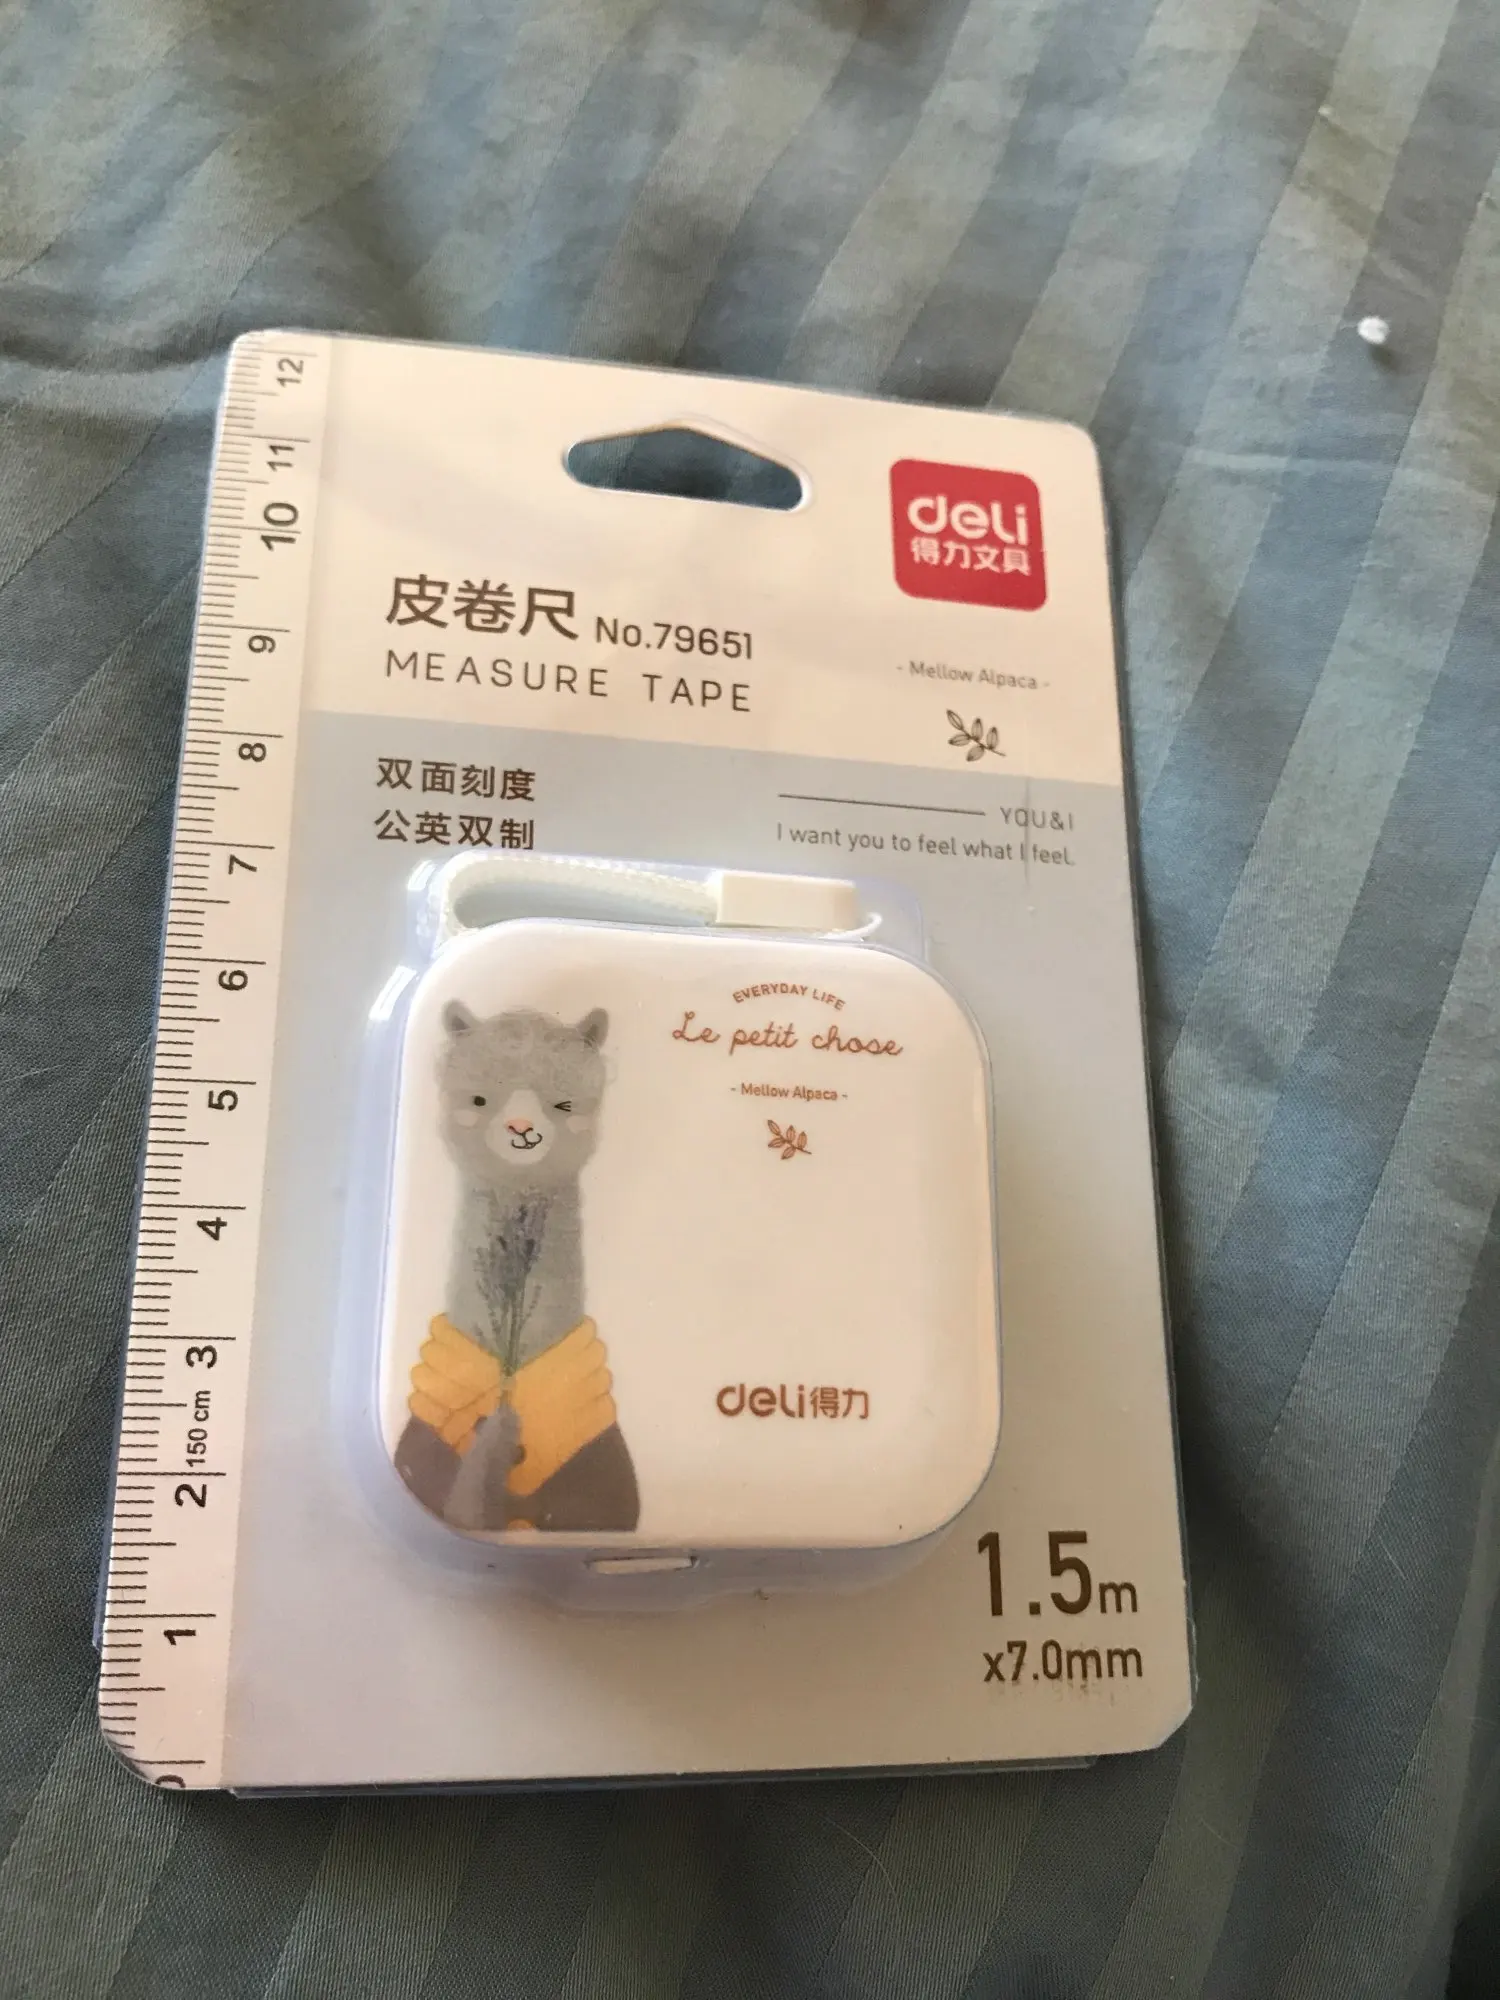 deli
得力文具
皮卷尺 No.79651
MEASURE TAPE
- Mellow Alpaca -
双面刻度
公英双制
YOU&I
I want you to feel what I feel.
EVERYDAY LIFE
Le petit chose
- Mellow Alpaca -
deli得力
1.5m
x7.0mm
12
11
10
9
8
7
6
5
4
3
150 cm
2
1
0